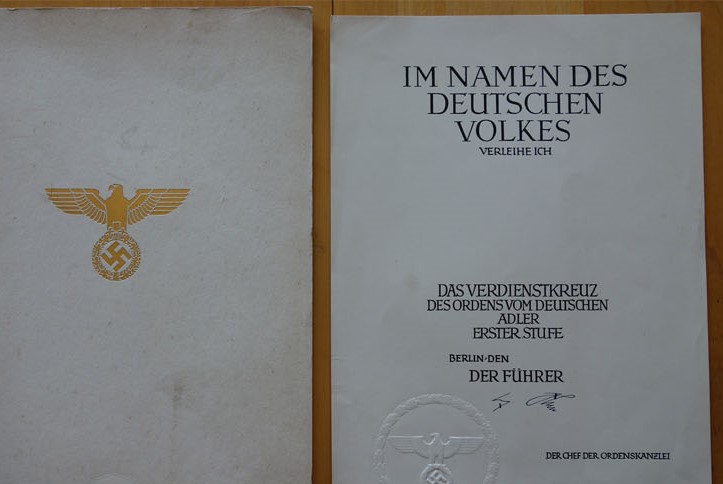 IM NAMEN DES
DEUTSCHEN
VOLKES
VERLEIHE ICH
DAS VERDIENSTKREUZ
DES ORDENS VOM DEUTSCHEN
ADLER
ERSTER STUFE
BERLIN·DEN
DER FÜHRER
DER CHEF DER ORDENSKANZLEI